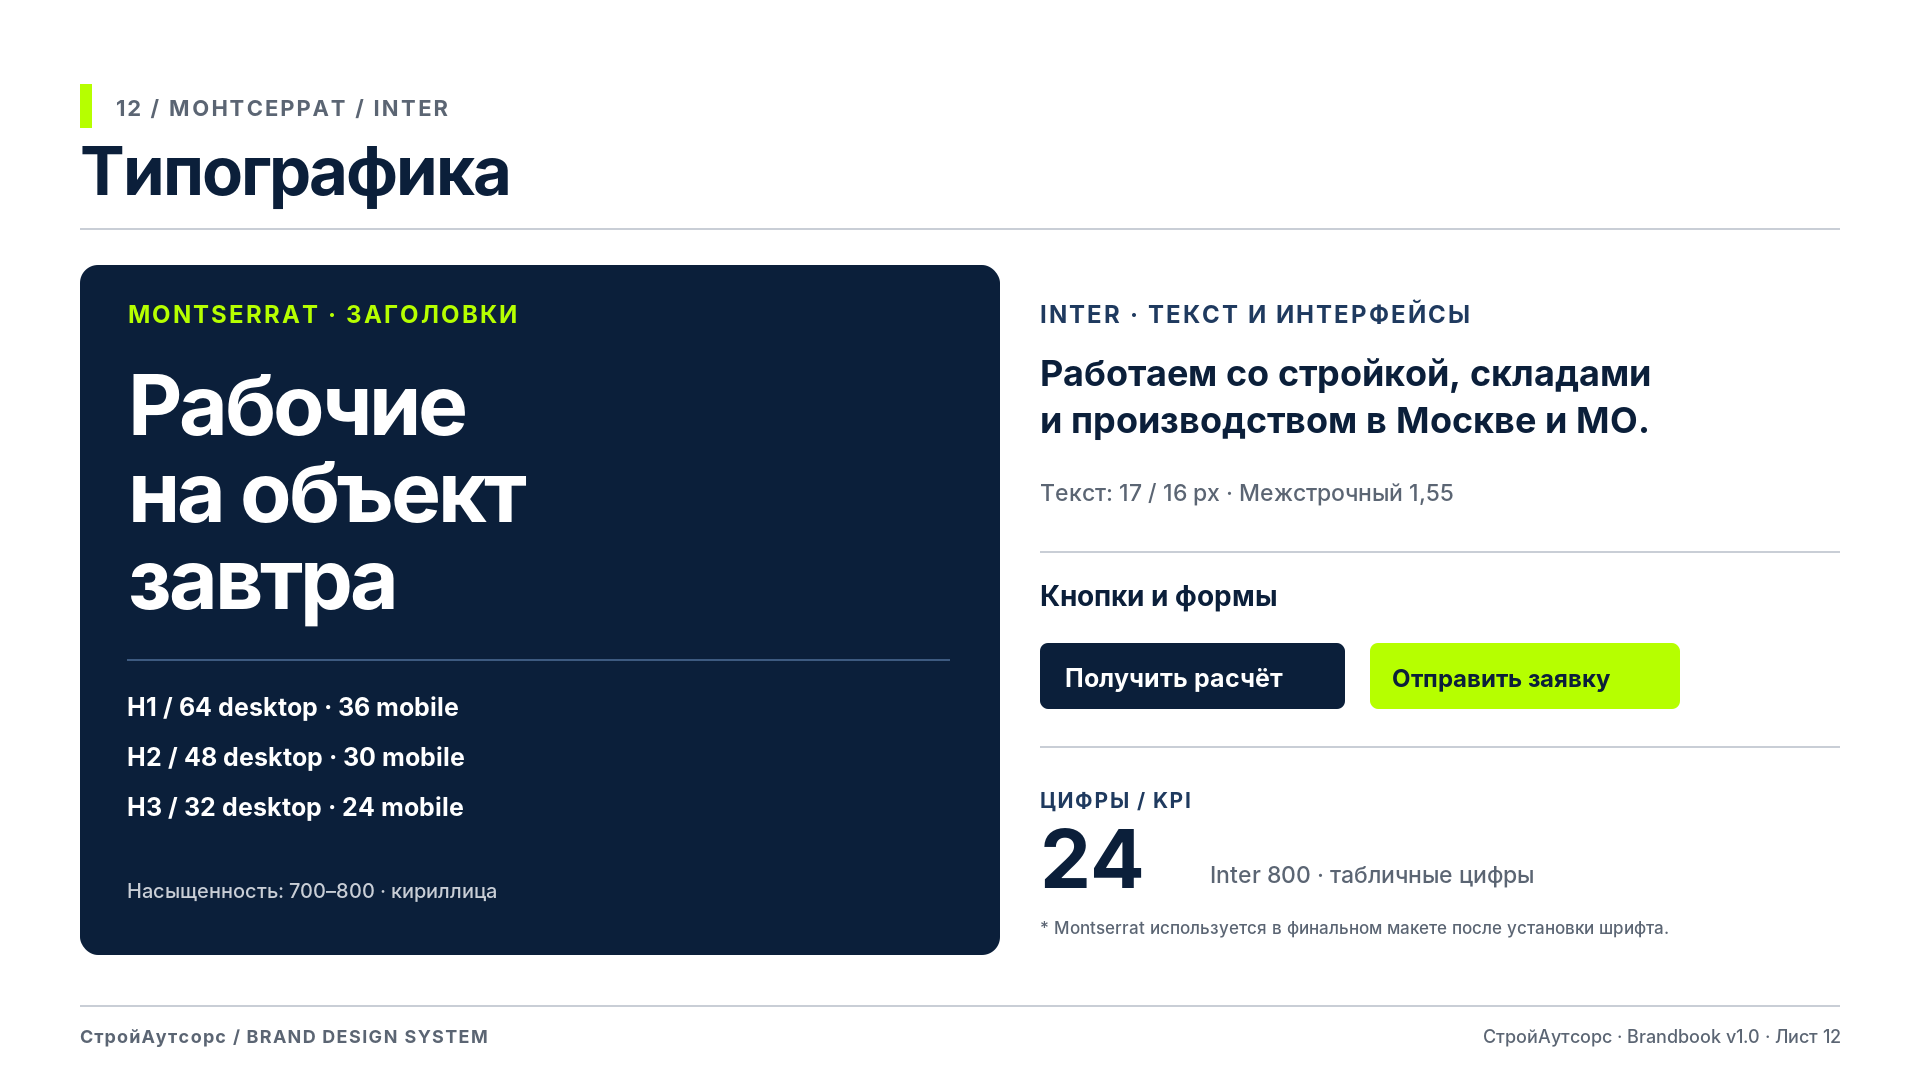 12 / МОНТСЕРРАТ / INTER
Типографика
MONTSERRAT · ЗАГОЛОВКИ
Рабочие
на объект
завтра
H1 / 64 desktop · 36 mobile
H2 / 48 desktop · 30 mobile
H3 / 32 desktop · 24 mobile
Насыщенность: 700–800 · кириллица
INTER · ТЕКСТ И ИНТЕРФЕЙСЫ
Работаем со стройкой, складами
и производством в Москве и МО.
Текст: 17 / 16 px · Межстрочный 1,55
Кнопки и формы
Получить расчёт
Отправить заявку
ЦИФРЫ / KPI
24
Inter 800 · табличные цифры
* Montserrat используется в финальном макете после установки шрифта.
СтройАутсорс / BRAND DESIGN SYSTEM
СтройАутсорс · Brandbook v1.0 · Лист 12